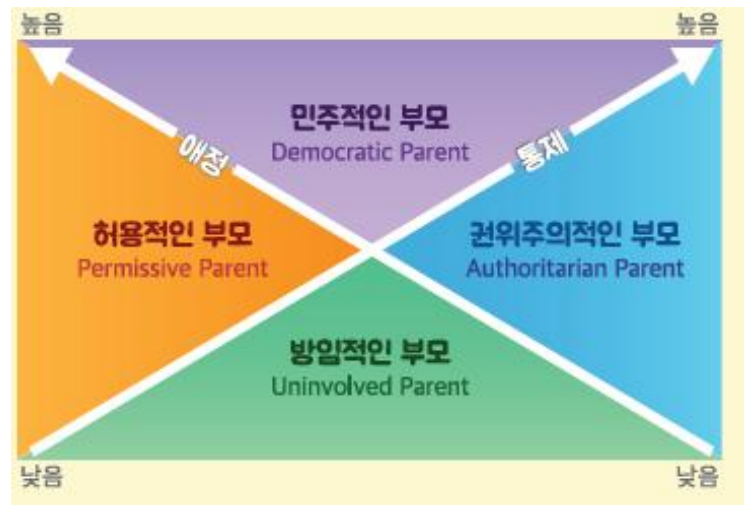 높음
높음
민주적인 부모
Democratic Parent
애정
통제
허용적인 부모
Permissive Parent
권위주의적인 부모
Authoritarian Parent
방임적인 부모
Uninvolved Parent
낮음
낮음